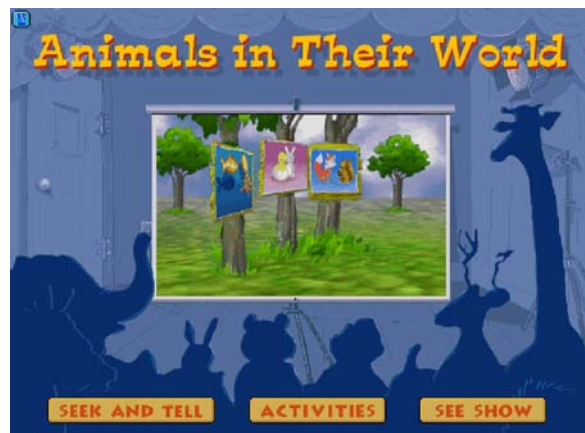 Animals in Their World
SEEK AND TELL
ACTIVITIES
SEE SHOW